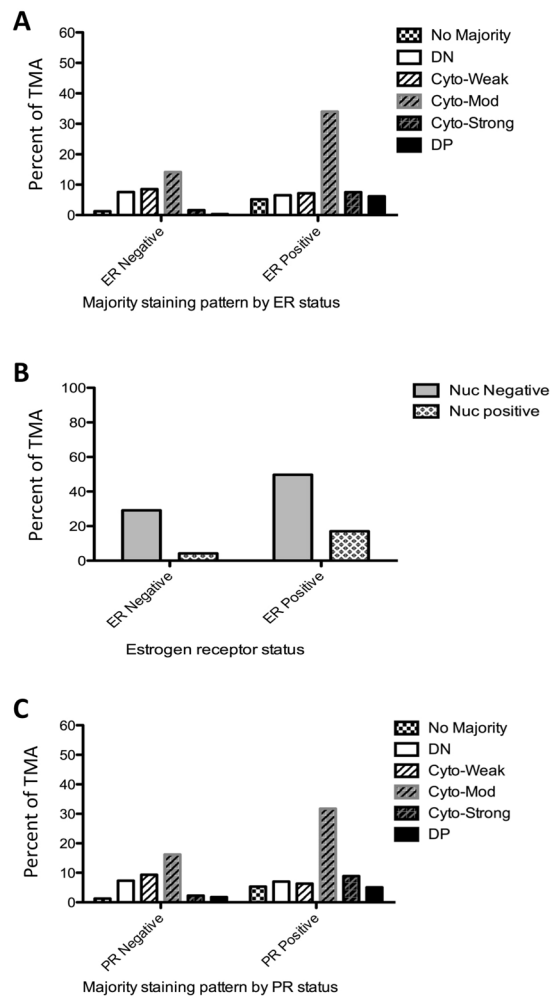 A
Percent of TMA
60
50
40
30
20
10
0
ER Negative
ER Positive
Majority staining pattern by ER status
No Majority
DN
Cyto-Weak
Cyto-Mod
Cyto-Strong
DP
B
Percent of TMA
100
80
60
40
20
0
ER Negative
ER Positive
Estrogen receptor status
Nuc Negative
Nuc positive
C
Percent of TMA
60
50
40
30
20
10
0
PR Negative
PR Positive
Majority staining pattern by PR status
No Majority
DN
Cyto-Weak
Cyto-Mod
Cyto-Strong
DP